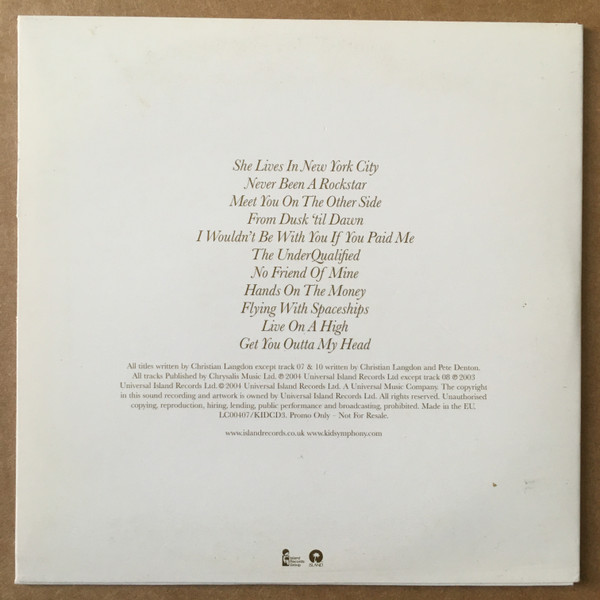 She Lives In New York City
Never Been A Rockstar
Meet You On The Other Side
From Dusk ‘til Dawn
I Wouldn’t Be With You If You Paid Me
The UnderQualified
No Friend Of Mine
Hands On The Money
Flying With Spaceships
Live On A High
Get You Outta My Head
All titles written by Christian Langdon except track 07 & 10 written by Christian Langdon and Pete Denton.
All tracks Published by Chrysalis Music Ltd. ℗ 2004 Universal Island Records Ltd except track 08 ℗ 2003
Universal Island Records Ltd. © 2004 Universal Island Records Ltd. A Universal Music Company. The copyright
in this sound recording and artwork is owned by Universal Island Records Ltd. All rights reserved. Unauthorised
copying, reproduction, hiring, lending, public performance and broadcasting, prohibited. Made in the EU.
LC00407/KIDCD3. Promo Only – Not For Resale.
www.islandrecords.co.uk www.kidsymphony.com
Island
Records
Group
ISLAND